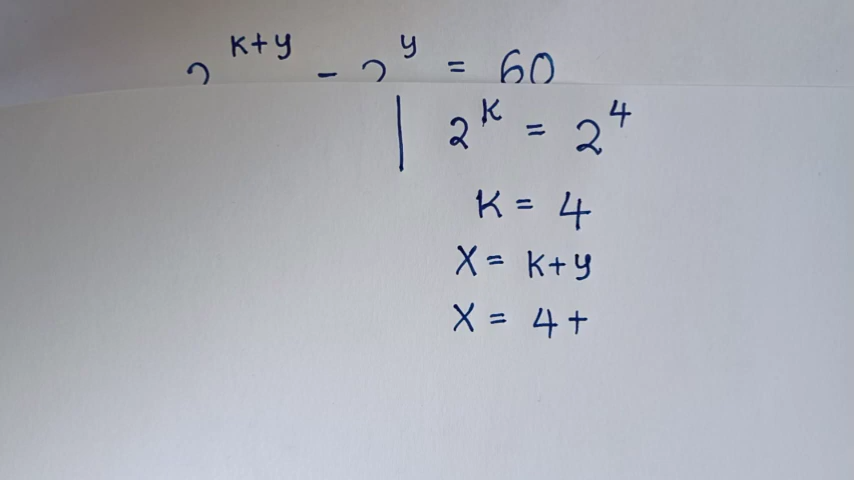 2^(k+y) - 2^y = 60
| 2^k = 2^4
k = 4
x = k+y
x = 4+